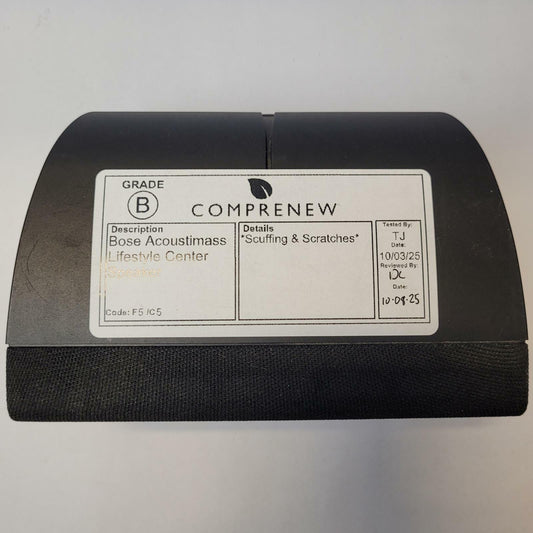 GRADE
B
COMPRENEW
Description
Bose Acoustimass
Lifestyle Center
Code: F5 /C5
Details
*Scuffing & Scratches*
Tested By:
TJ
Date:
10/03/25
Reviewed By:
DC
Date:
10-08-25